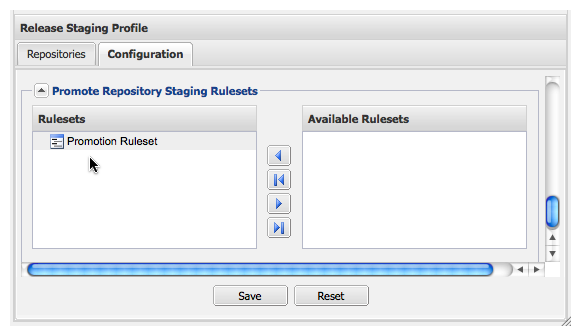 Release Staging Profile
Repositories Configuration
Promote Repository Staging Rulesets
Rulesets Available Rulesets
Promotion Ruleset
Save Reset